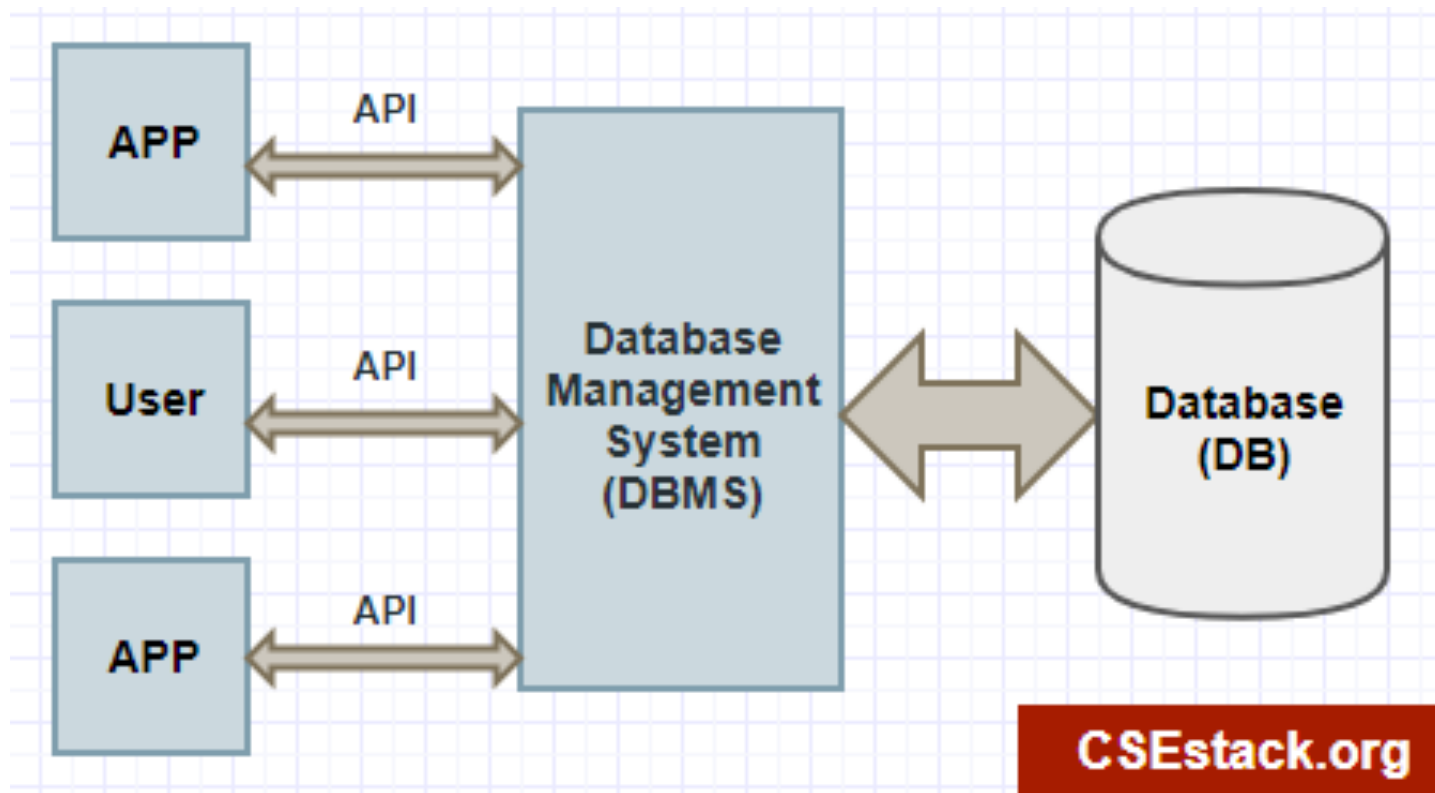 APP
API
User
API
APP
API
Database
Management
System
(DBMS)
Database
(DB)
CSEstack.org